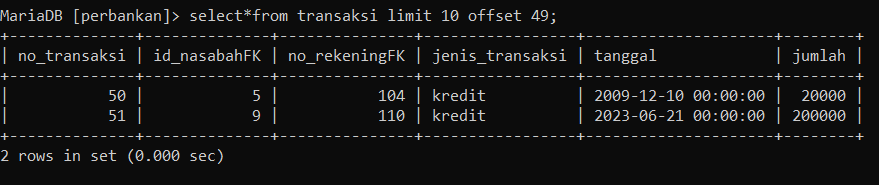 MariaDB [perbankan]> select*from transaksi limit 10 offset 49;
+--------------+--------------+---------------+-----------------+---------------------+--------+
| no_transaksi | id_nasabahFK | no_rekeningFK | jenis_transaksi | tanggal             | jumlah |
+--------------+--------------+---------------+-----------------+---------------------+--------+
|           50 |            5 |           104 | kredit          | 2009-12-10 00:00:00 |  20000 |
|           51 |            9 |           110 | kredit          | 2023-06-21 00:00:00 | 200000 |
+--------------+--------------+---------------+-----------------+---------------------+--------+
2 rows in set (0.000 sec)